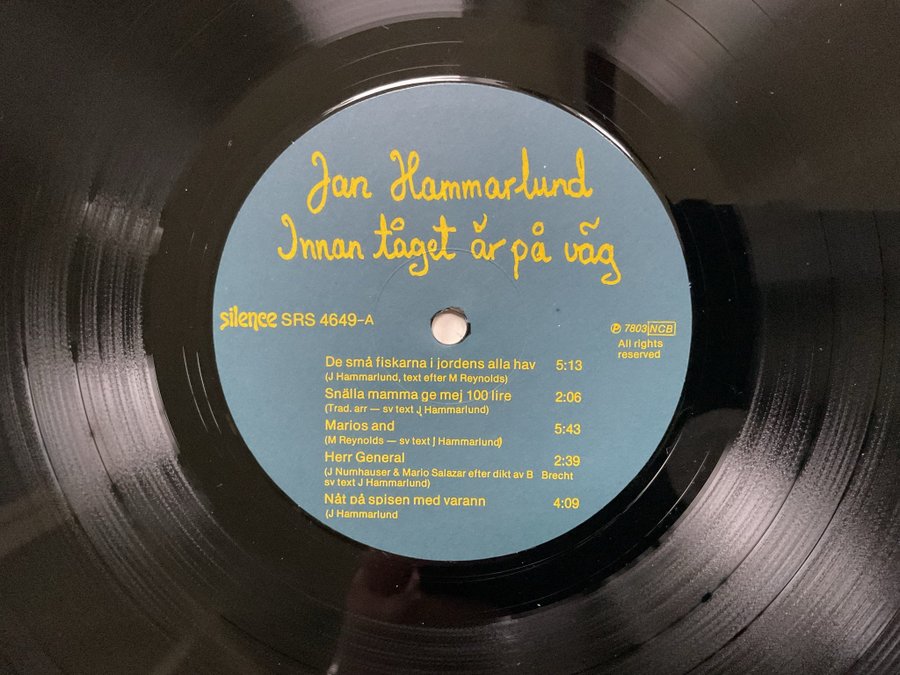 Jan Hammarlund
Innan tåget är på väg
silence SRS 4649-A
℗ 7803 NCB
All rights
reserved
De små fiskarna i jordens alla hav 5:13
(J Hammarlund, text efter M Reynolds)
Snälla mamma ge mej 100 lire 2:06
(Trad. arr — sv text J Hammarlund)
Marios and 5:43
(M Reynolds — sv text J Hammarlund)
Herr General 2:39
(J Numhauser & Mario Salazar efter dikt av B Brecht
sv text J Hammarlund)
Nåt på spisen med varann 4:09
(J Hammarlund